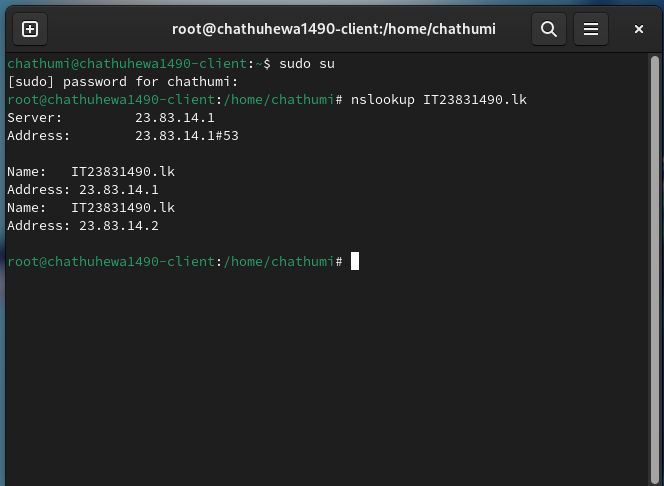 root@chathuhewa1490-client:/home/chathumi
chathumi@chathuhewa1490-client:~$ sudo su
[sudo] password for chathumi:
root@chathuhewa1490-client:/home/chathumi# nslookup IT23831490.lk
Server:         23.83.14.1
Address:        23.83.14.1#53

Name:   IT23831490.lk
Address: 23.83.14.1
Name:   IT23831490.lk
Address: 23.83.14.2

root@chathuhewa1490-client:/home/chathumi#